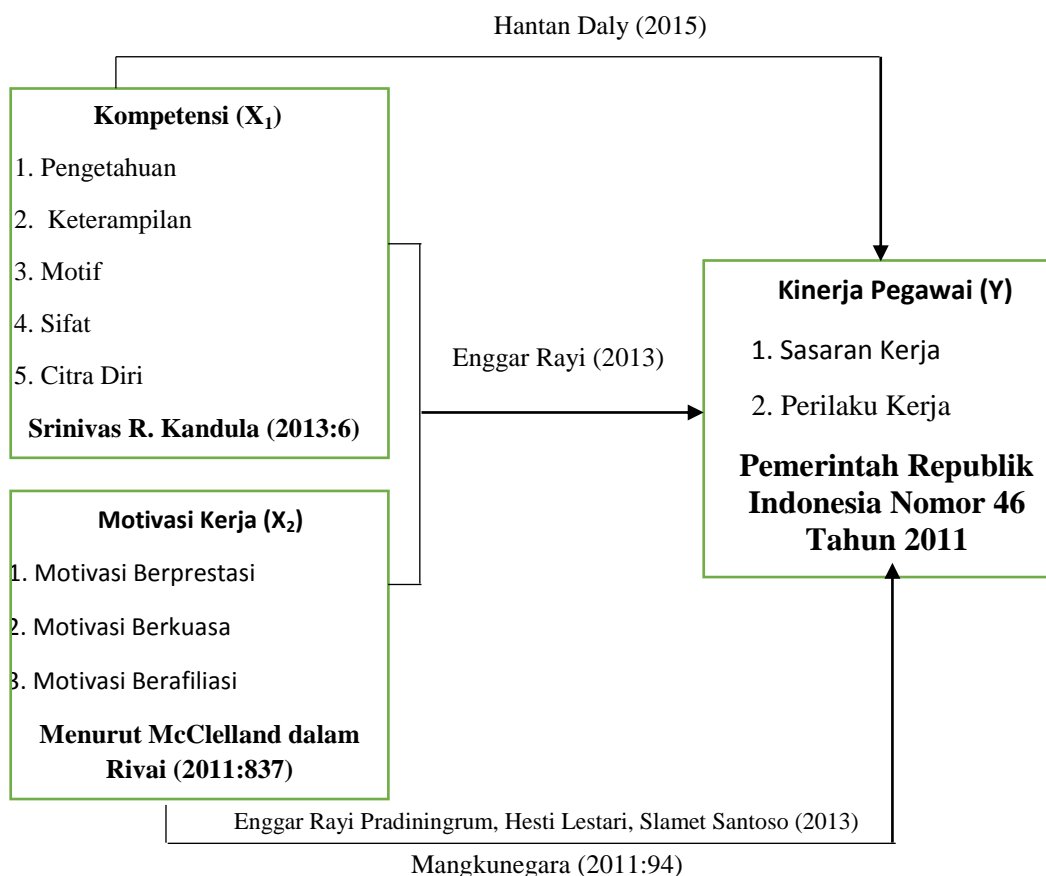 Hantan Daly (2015)
Kompetensi (X₁)
1. Pengetahuan
2. Keterampilan
3. Motif
4. Sifat
5. Citra Diri
Srinivas R. Kandula (2013:6)
Enggar Rayi (2013)
Kinerja Pegawai (Y)
1. Sasaran Kerja
2. Perilaku Kerja
Pemerintah Republik
Indonesia Nomor 46
Tahun 2011
Motivasi Kerja (X₂)
1. Motivasi Berprestasi
2. Motivasi Berkuasa
3. Motivasi Berafiliasi
Menurut McClelland dalam
Rivai (2011:837)
Enggar Rayi Pradiningrum, Hesti Lestari, Slamet Santoso (2013)
Mangkunegara (2011:94)